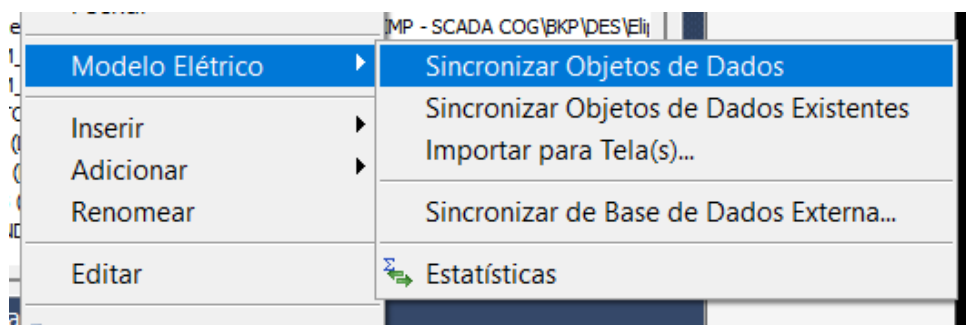 MP - SCADA COG\BKP\DES\Eli
Modelo Elétrico
Sincronizar Objetos de Dados
Sincronizar Objetos de Dados Existentes
Inserir
Importar para Tela(s)...
Adicionar
Renomear
Sincronizar de Base de Dados Externa...
Editar
Estatísticas